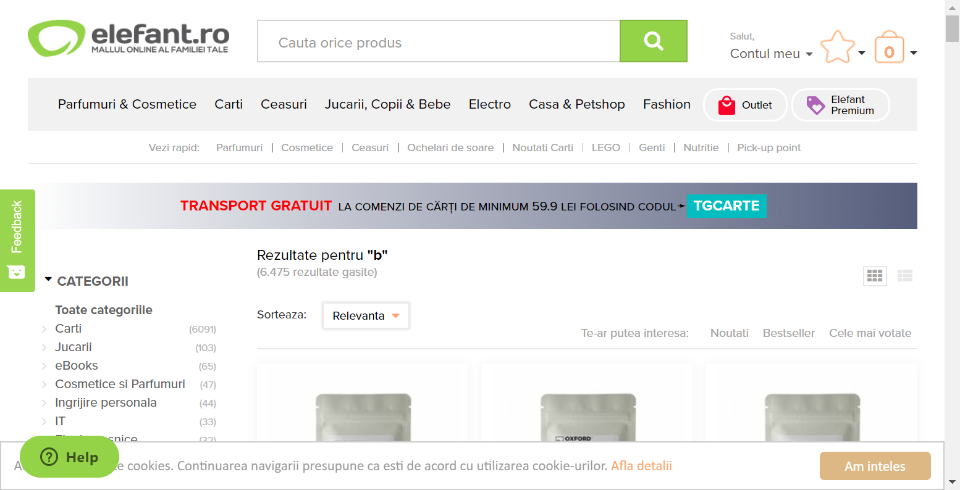 elefant.ro
MALLUL ONLINE AL FAMILIEI TALE
Cauta orice produs
Salut,
Contul meu
0
Parfumuri & Cosmetice Carti Ceasuri Jucarii, Copii & Bebe Electro Casa & Petshop Fashion Outlet Elefant Premium
Vezi rapid: Parfumuri | Cosmetice | Ceasuri | Ochelari de soare | Noutati Carti | LEGO | Genti | Nutritie | Pick-up point
TRANSPORT GRATUIT LA COMENZI DE CĂRȚI DE MINIMUM 59.9 LEI FOLOSIND CODUL TGCARTE
Feedback
Rezultate pentru "b"
(6.475 rezultate gasite)
CATEGORII
Sorteaza: Relevanta
Te-ar putea interesa: Noutati Bestseller Cele mai votate
Toate categoriile
Carti (6091)
Jucarii (103)
eBooks (65)
Cosmetice si Parfumuri (47)
Ingrijire personala (44)
IT (33)
OXFORD
Help
cookies. Continuarea navigarii presupune ca esti de acord cu utilizarea cookie-urilor. Afla detalii
Am inteles